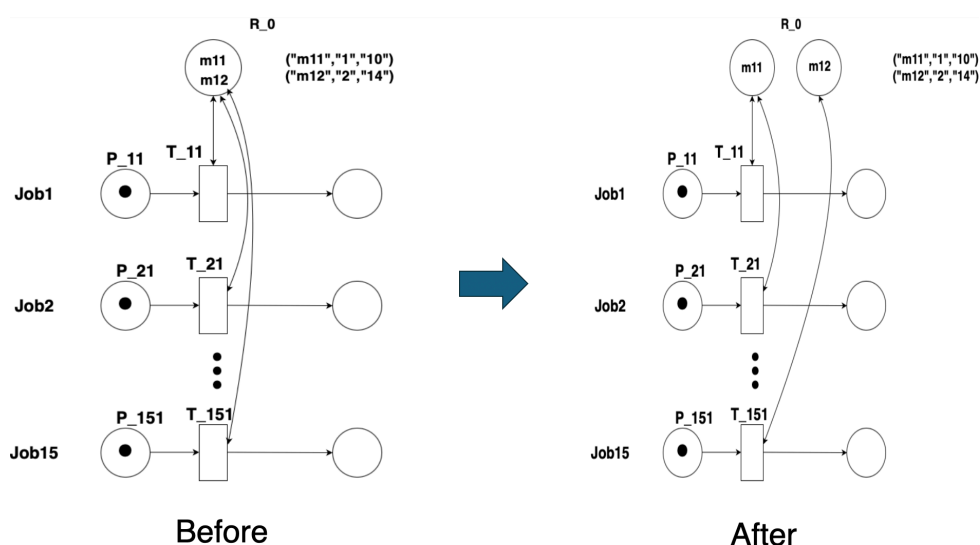 R_0
m11
m12
("m11","1","10")
("m12","2","14")
P_11
T_11
Job1
P_21
T_21
Job2
P_151
T_151
Job15
Before
R_0
m11
m12
("m11","1","10")
("m12","2","14")
P_11
T_11
Job1
P_21
T_21
Job2
P_151
T_151
Job15
After